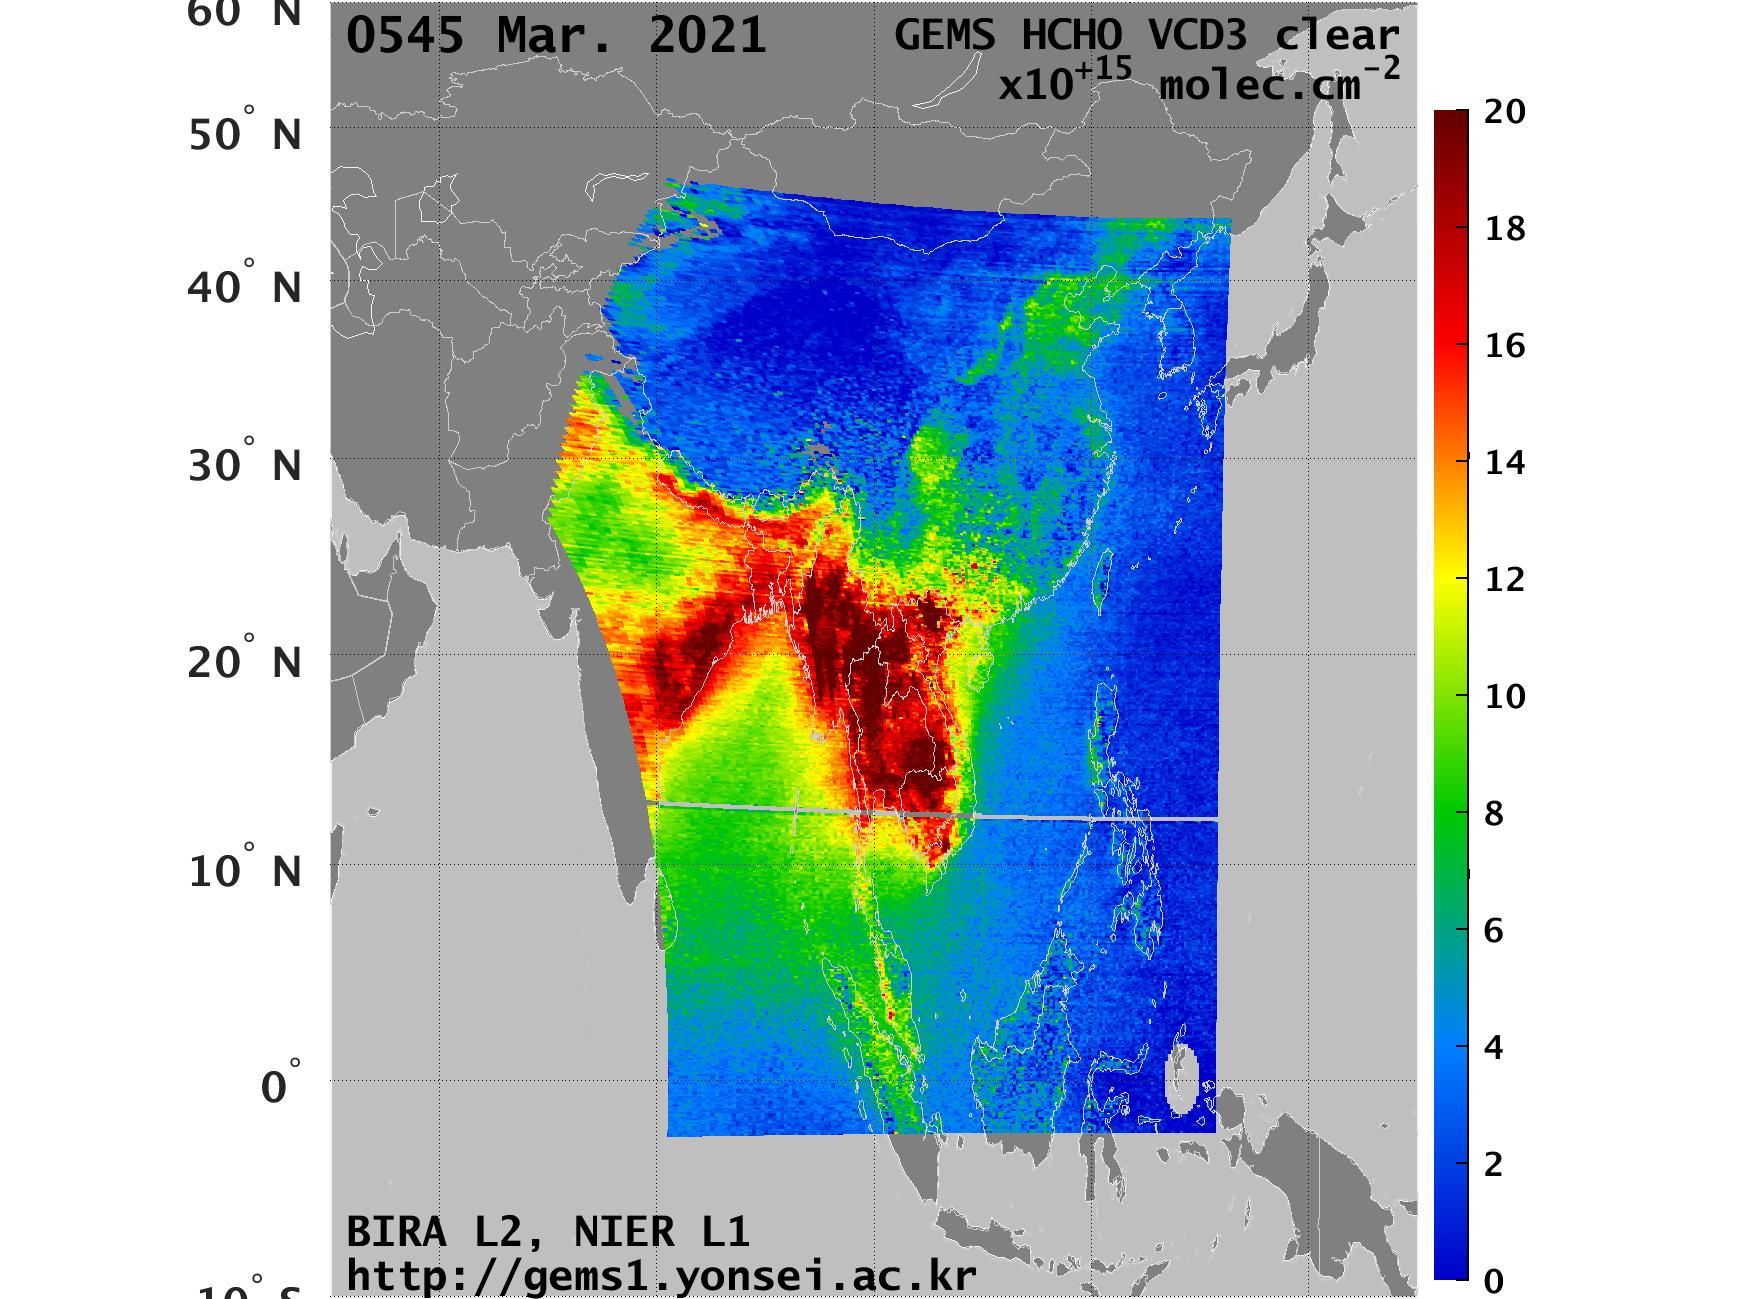 60 N
0545 Mar. 2021
GEMS HCHO VCD3 clear
x10+15 molec.cm−2
20
50° N
18
40° N
16
30° N
14
12
20° N
10
8
10° N
6
4
0°
2
BIRA L2, NIER L1
0
http://gems1.yonsei.ac.kr
10° S